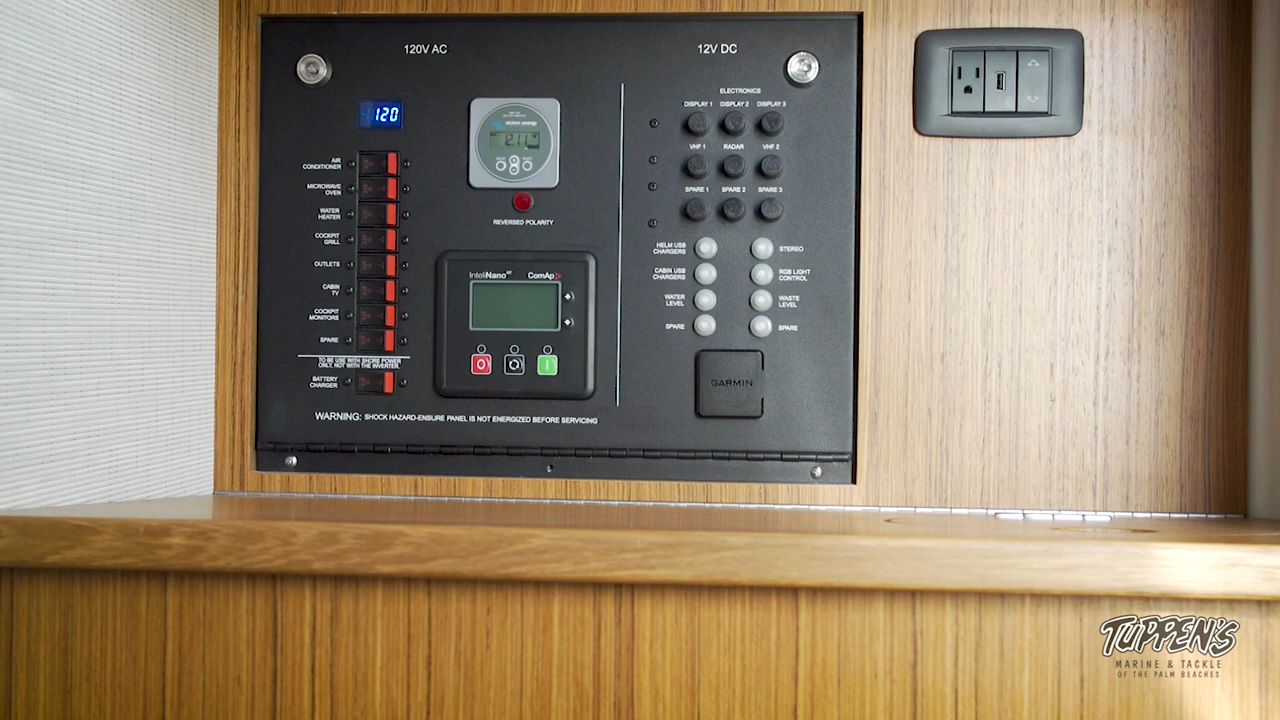 120V AC
12V DC
120
AIR
CONDITIONER
MICROWAVE
OVEN
WATER
HEATER
COCKPIT
GRILL
OUTLETS
CABIN
TV
COCKPIT
MONITORS
SPARE
TO BE USE WITH SHORE POWER
ONLY, NOT WITH THE INVERTER.
BATTERY
CHARGER
WARNING: SHOCK HAZARD-ENSURE PANEL IS NOT ENERGIZED BEFORE SERVICING
victron energy
12.11
REVERSED POLARITY
InteliNano NT ComAp
ELECTRONICS
DISPLAY 1 DISPLAY 2 DISPLAY 3
VHF 1 RADAR VHF 2
SPARE 1 SPARE 2 SPARE 3
HELM USB
CHARGERS
STEREO
CABIN USB
CHARGERS
RGB LIGHT
CONTROL
WATER
LEVEL
WASTE
LEVEL
SPARE
SPARE
GARMIN
TUPPEN'S
MARINE & TACKLE
OF THE PALM BEACHES